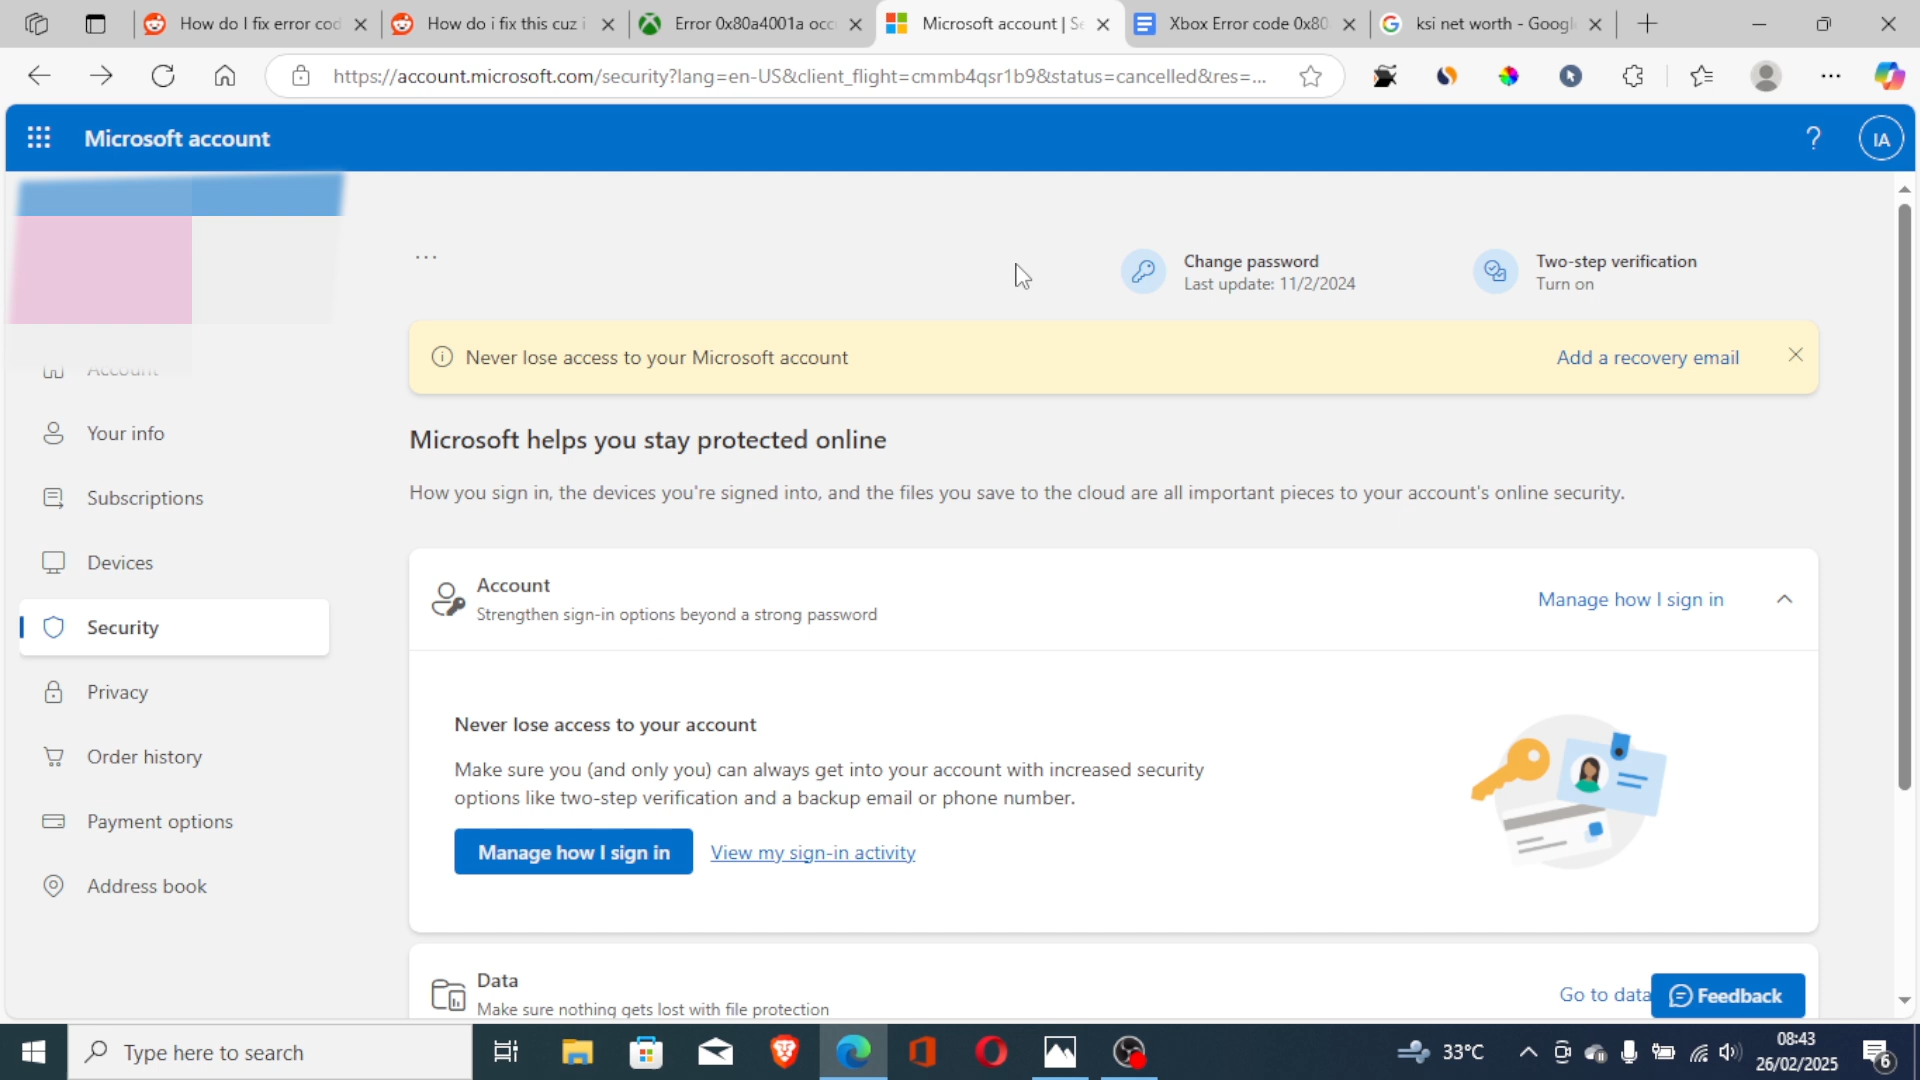 How do I fix error cod
How do i fix this cuz i
Error 0x80a4001a occ
Microsoft account | Se
Xbox Error code 0x80
ksi net worth - Google
https://account.microsoft.com/security?lang=en-US&client_flight=cmmb4qsr1b9&status=cancelled&res=...
Microsoft account
?
IA
...
Change password
Last update: 11/2/2024
Two-step verification
Turn on
Never lose access to your Microsoft account
Add a recovery email
Account
Your info
Subscriptions
Devices
Security
Privacy
Order history
Payment options
Address book
Microsoft helps you stay protected online
How you sign in, the devices you're signed into, and the files you save to the cloud are all important pieces to your account's online security.
Account
Strengthen sign-in options beyond a strong password
Manage how I sign in
Never lose access to your account
Make sure you (and only you) can always get into your account with increased security
options like two-step verification and a backup email or phone number.
Manage how I sign in
View my sign-in activity
Data
Make sure nothing gets lost with file protection
Go to data
Feedback
Type here to search
33°C
08:43
26/02/2025
6